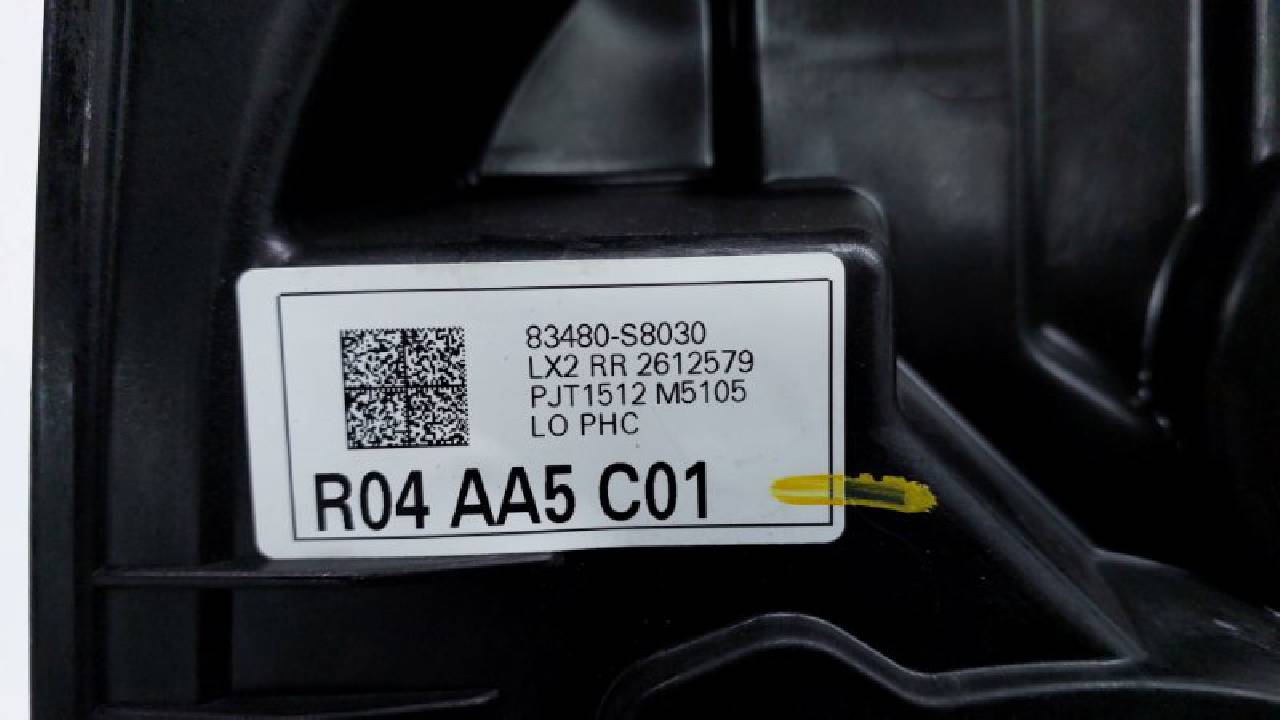 83480-S8030
LX2 RR 2612579
PJT1512 M5105
LO PHC
R04 AA5 C01